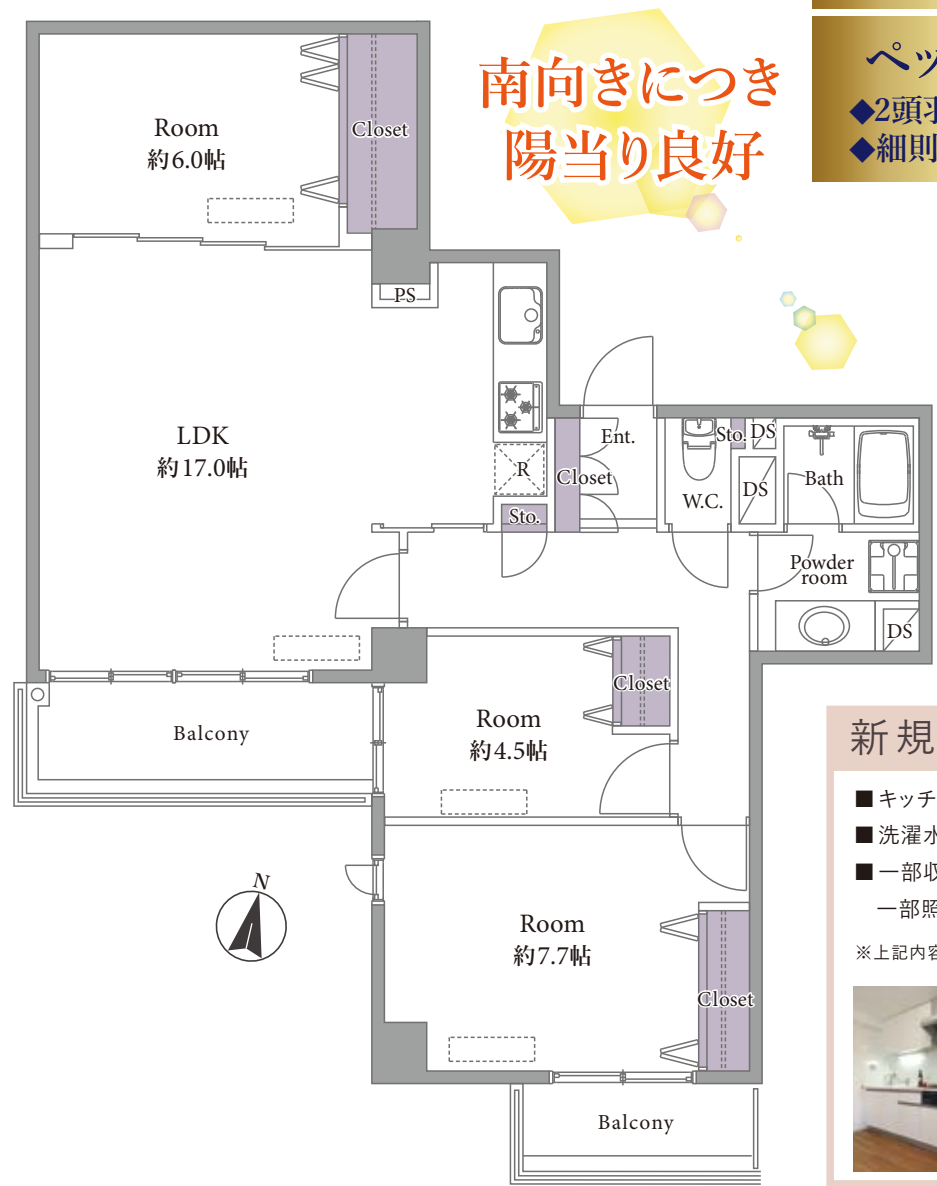 南向きにつき
陽当り良好
ペッ
◆2頭
◆細則
Room
約6.0帖
Closet
PS
LDK
約17.0帖
R
Sto.
Closet
Ent.
W.C.
Sto.
DS
DS
Bath
Powder
room
DS
Balcony
Room
約4.5帖
Closet
N
Room
約7.7帖
Closet
Balcony
新規
■キッチ
■洗濯
■一部収
一部照
※上記内容